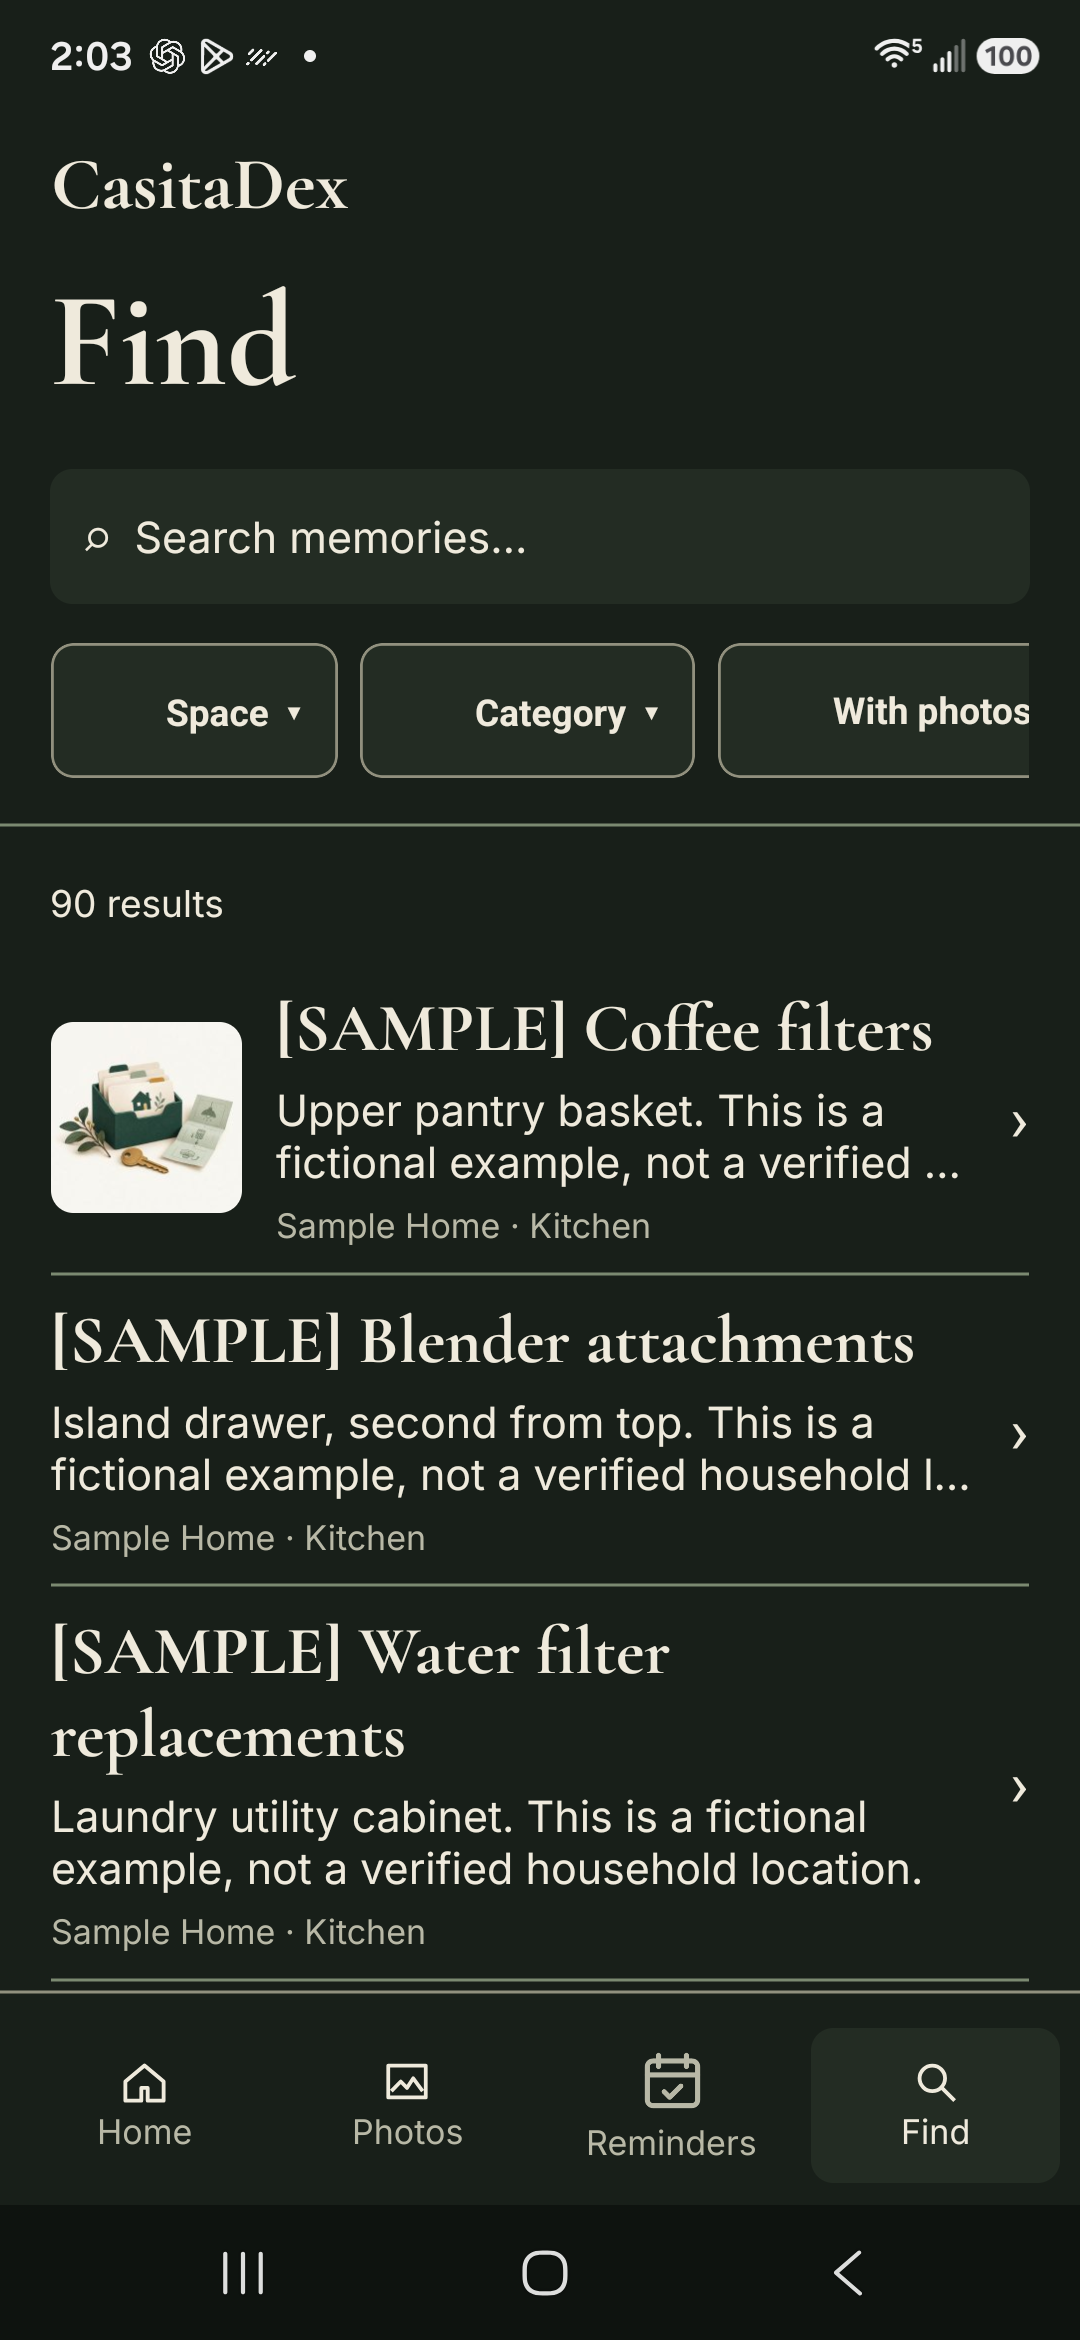 2:03
5
100
CasitaDex
Find
Search memories...
Space ▾
Category ▾
With photos
90 results
[SAMPLE] Coffee filters
Upper pantry basket. This is a
fictional example, not a verified ...
Sample Home · Kitchen
[SAMPLE] Blender attachments
Island drawer, second from top. This is a
fictional example, not a verified household l...
Sample Home · Kitchen
[SAMPLE] Water filter
replacements
Laundry utility cabinet. This is a fictional
example, not a verified household location.
Sample Home · Kitchen
Home
Photos
Reminders
Find